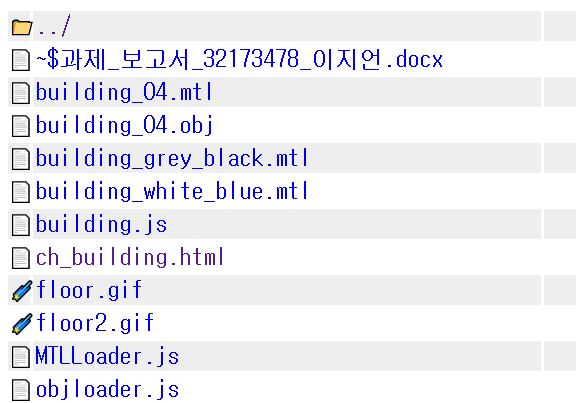 ../
~$과제_보고서_32173478_이지언.docx
building_04.mtl
building_04.obj
building_grey_black.mtl
building_white_blue.mtl
building.js
ch_building.html
floor.gif
floor2.gif
MTLLoader.js
objloader.js